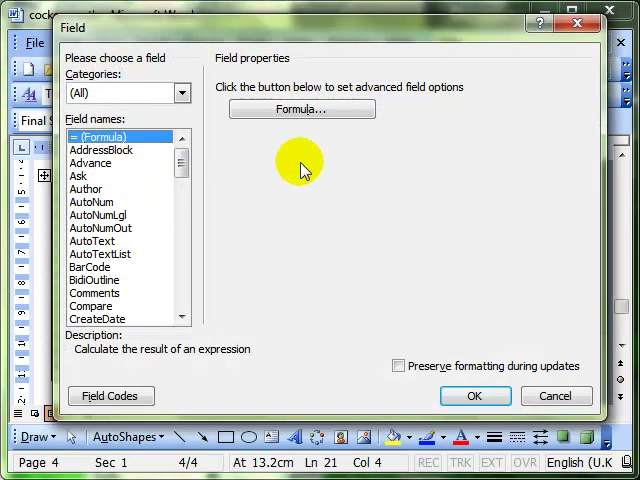 Field
File
Final S
Please choose a field
Categories:
(All)
Field names:
= (Formula)
AddressBlock
Advance
Ask
Author
AutoNum
AutoNumLgl
AutoNumOut
AutoText
AutoTextList
BarCode
BidiOutline
Comments
Compare
CreateDate
Field properties
Click the button below to set advanced field options
Formula...
Description:
Calculate the result of an expression
Preserve formatting during updates
Field Codes
OK
Cancel
Draw
AutoShapes
Page 4 Sec 1 4/4 At 13.2cm Ln 21 Col 4 REC TRK EXT OVR English (U.K